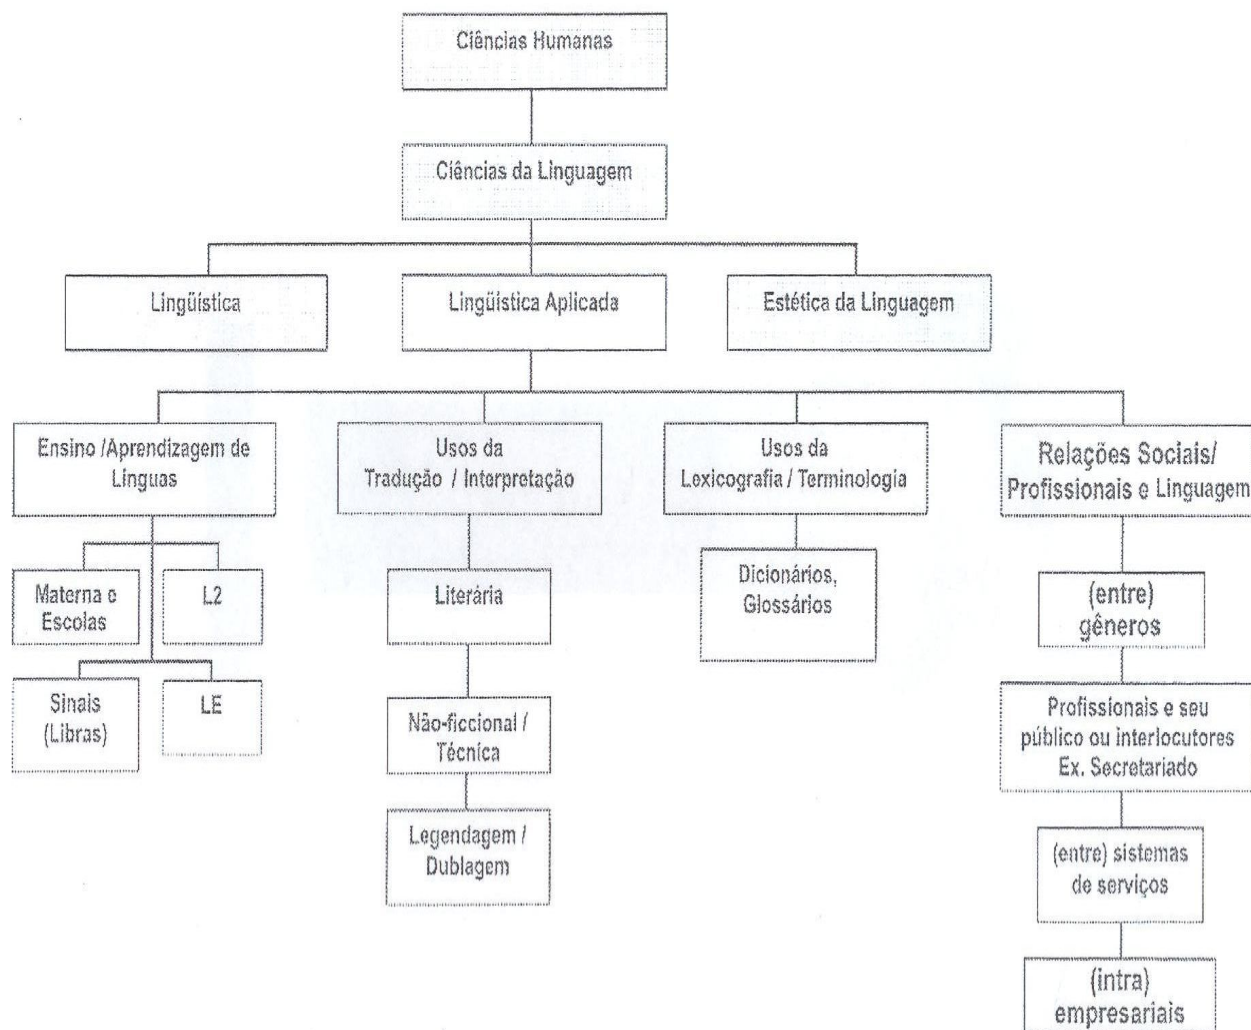 Ciências Humanas
Ciências da Linguagem
Lingüística
Lingüística Aplicada
Estética da Linguagem
Ensino /Aprendizagem de
Línguas
Usos da
Tradução / Interpretação
Usos da
Lexicografia / Terminologia
Relações Sociais/
Profissionais e Linguagem
Materna e
Escolas
L2
Sinais
(Libras)
LE
Literária
Não-ficcional /
Técnica
Legendagem /
Dublagem
Dicionários,
Glossários
(entre)
gêneros
Profissionais e seu
público ou interlocutores
Ex. Secretariado
(entre) sistemas
de serviços
(intra)
empresariais